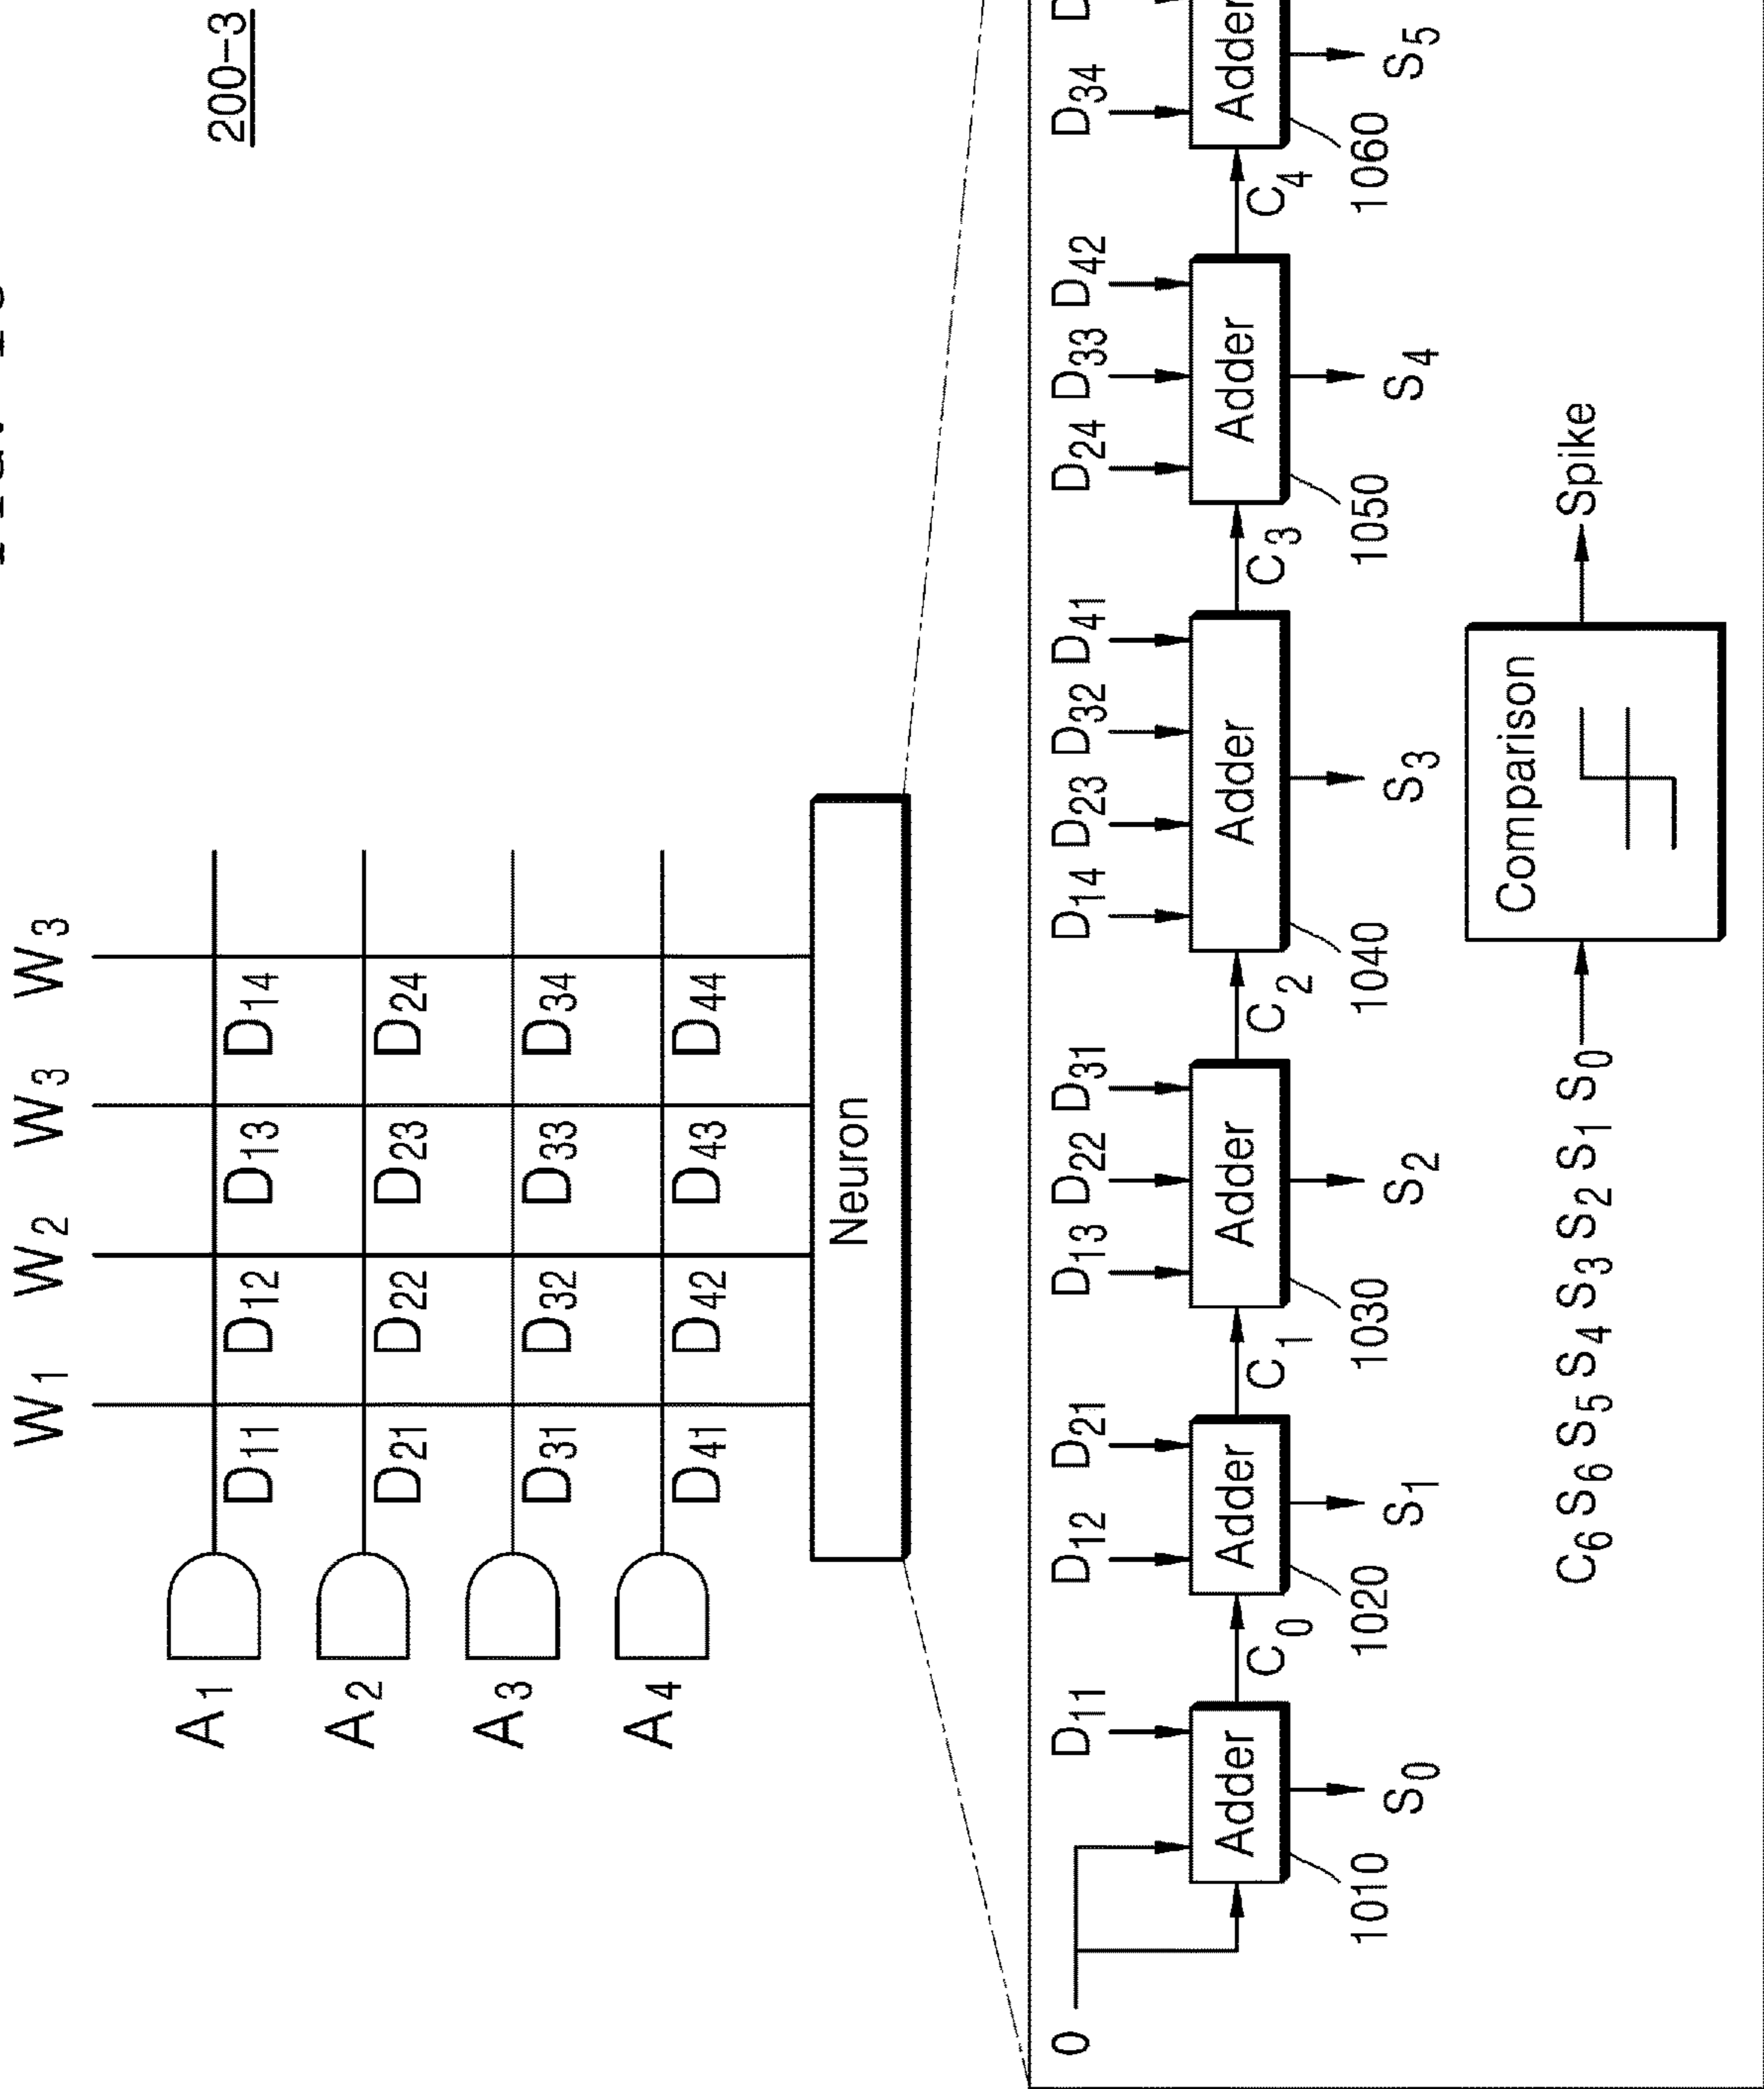 200-3
W1 W2 W3 W3
A1 D11 D12 D13 D14
A2 D21 D22 D23 D24
A3 D31 D32 D33 D34
A4 D41 D42 D43 D44
Neuron
0 D11 D12 D21 D13 D22 D31 D14 D23 D32 D41 D24 D33 D42 D34
Adder C0 Adder C1 Adder C2 Adder C3 Adder C4 Adder
1010 1020 1030 1040 1050 1060
S0 S1 S2 S3 S4 S5
Comparison
C6 S6 S5 S4 S3 S2 S1 S0 Spike